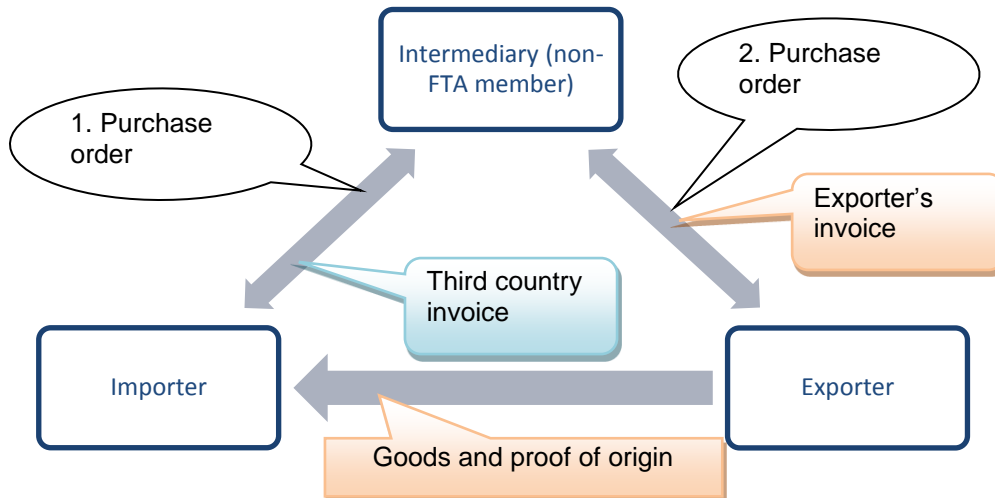 Intermediary (non-
FTA member)
1. Purchase
order
2. Purchase
order
Exporter’s
invoice
Third country
invoice
Importer
Exporter
Goods and proof of origin